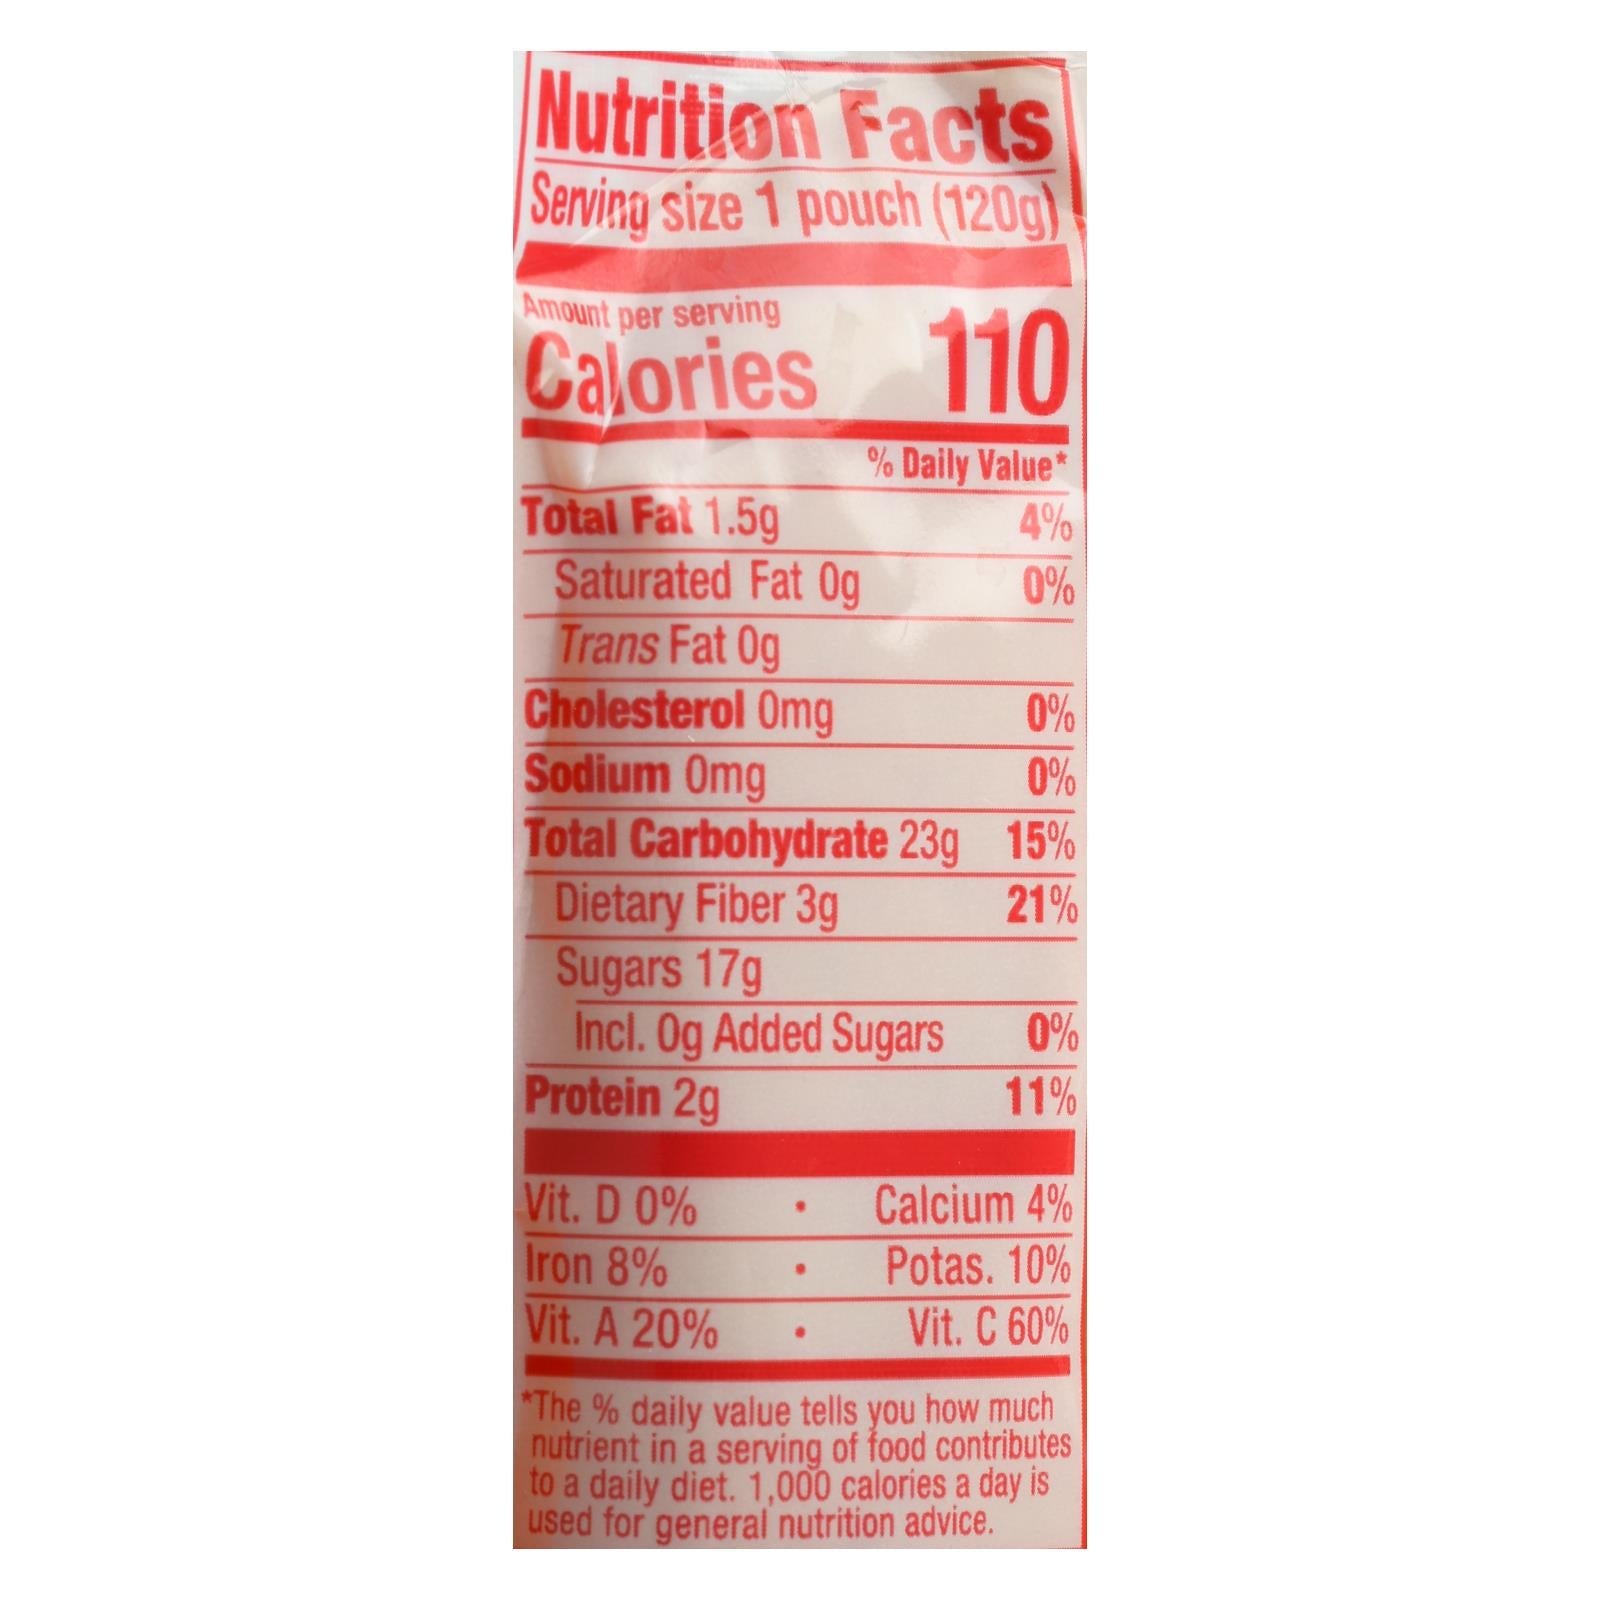 Nutrition Facts
Serving size 1 pouch (120g)
Amount per serving
Calories 110
% Daily Value*
Total Fat 1.5g 4%
Saturated Fat 0g 0%
Trans Fat 0g
Cholesterol 0mg 0%
Sodium 0mg 0%
Total Carbohydrate 23g 15%
Dietary Fiber 3g 21%
Sugars 17g
Incl. 0g Added Sugars 0%
Protein 2g 11%
Vit. D 0% • Calcium 4%
Iron 8% • Potas. 10%
Vit. A 20% • Vit. C 60%
*The % daily value tells you how much
nutrient in a serving of food contributes
to a daily diet. 1,000 calories a day is
used for general nutrition advice.